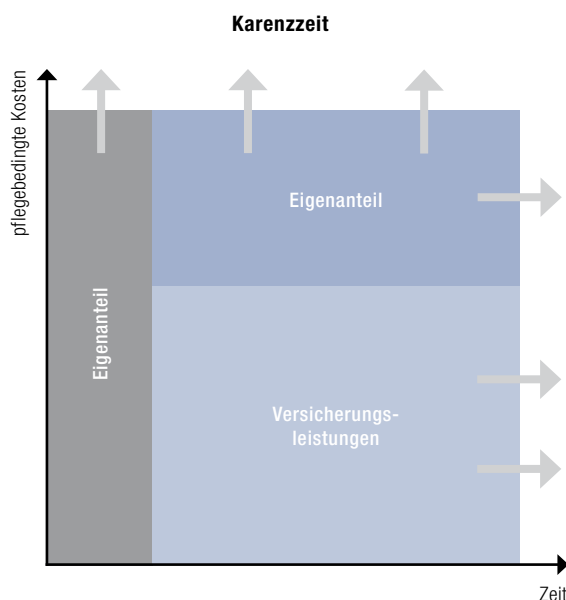 Karenzzeit
pflegebedingte Kosten
Eigenanteil
Eigenanteil
Versicherungs-
leistungen
Zeit